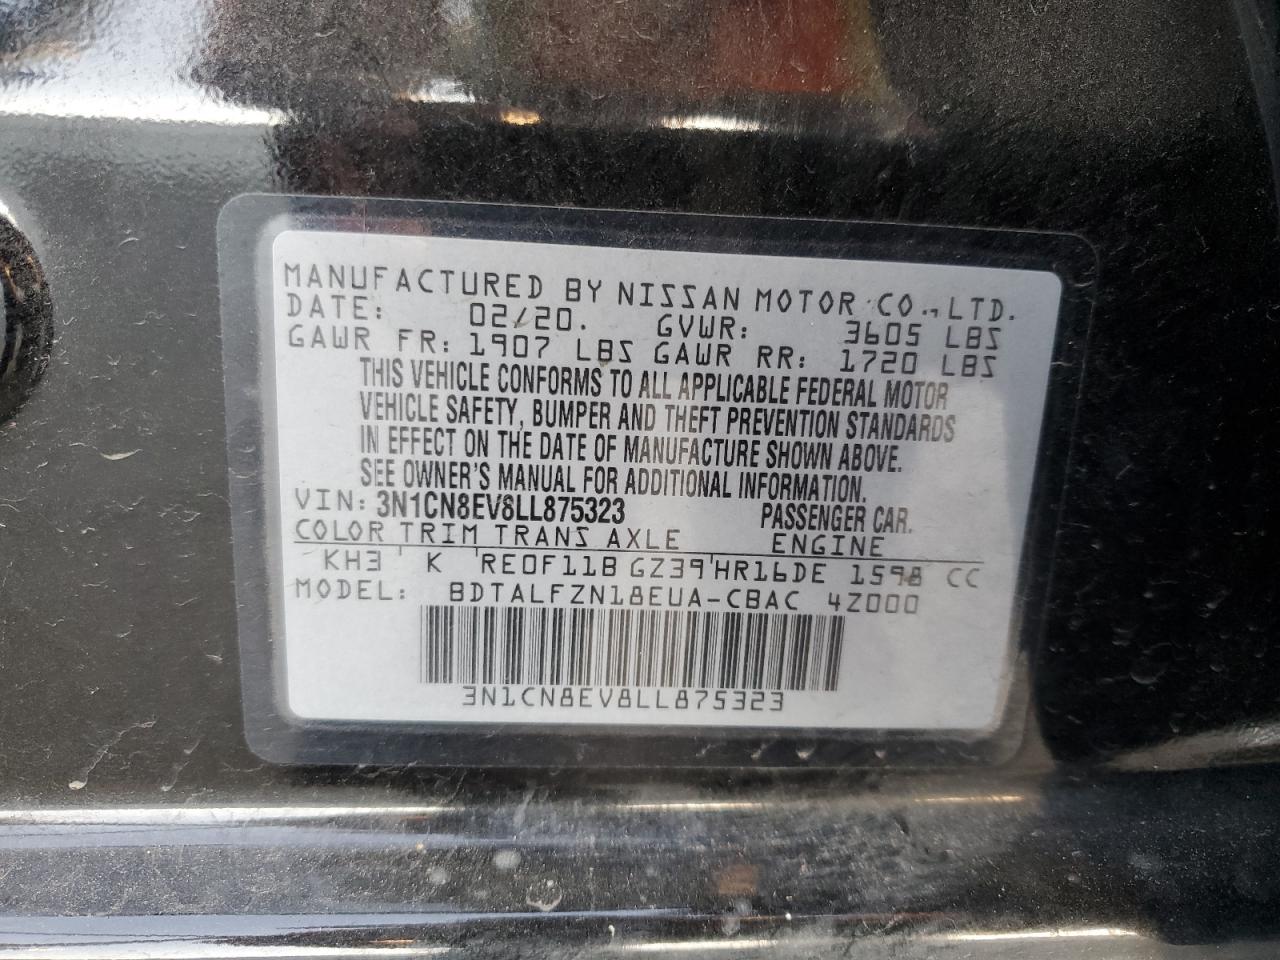 MANUFACTURED BY NISSAN MOTOR CO., LTD.
DATE: 02/20. GVWR: 3605 LBS
GAWR FR: 1907 LBS GAWR RR: 1720 LBS
THIS VEHICLE CONFORMS TO ALL APPLICABLE FEDERAL MOTOR
VEHICLE SAFETY, BUMPER AND THEFT PREVENTION STANDARDS
IN EFFECT ON THE DATE OF MANUFACTURE SHOWN ABOVE.
SEE OWNER'S MANUAL FOR ADDITIONAL INFORMATION.
VIN: 3N1CN8EV8LL875323 PASSENGER CAR.
COLOR TRIM TRANS AXLE ENGINE
KH3 K RE0F11B GZ39 HR16DE 1598 CC
MODEL: BDTALFZN18EUA-CBAC 4Z000
3N1CN8EV8LL875323